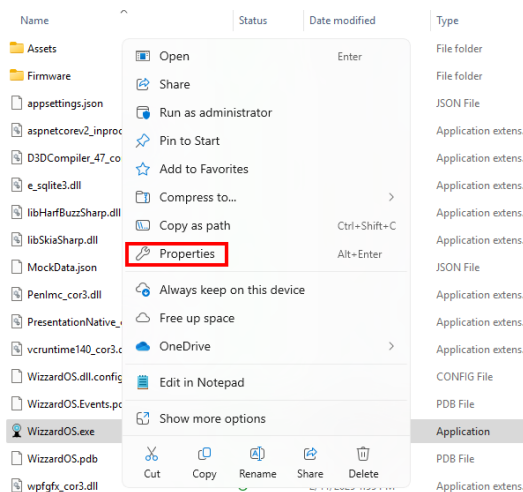 Name Status Date modified Type
Assets File folder
Open Enter
Firmware File folder
Share
appsettings.json JSON File
Run as administrator
aspnetcorev2_inproc Application extens
Pin to Start
D3DCompiler_47_co Application extens
Add to Favorites
e_sqlite3.dll Application extens
Compress to...
libHarfBuzzSharp.dll Application extens
Copy as path Ctrl+Shift+C
libSkiaSharp.dll Application extens
Properties Alt+Enter
MockData.json JSON File
Always keep on this device
PenImc_cor3.dll Application extens
Free up space
PresentationNative_ Application extens
OneDrive
vcruntime140_cor3.d Application extens
WizzardOS.dll.config CONFIG File
Edit in Notepad
WizzardOS.Events.pd PDB File
Show more options
WizzardOS.exe Application
WizzardOS.pdb PDB File
Cut Copy Rename Share Delete
wpfgfx_cor3.dll Application extens